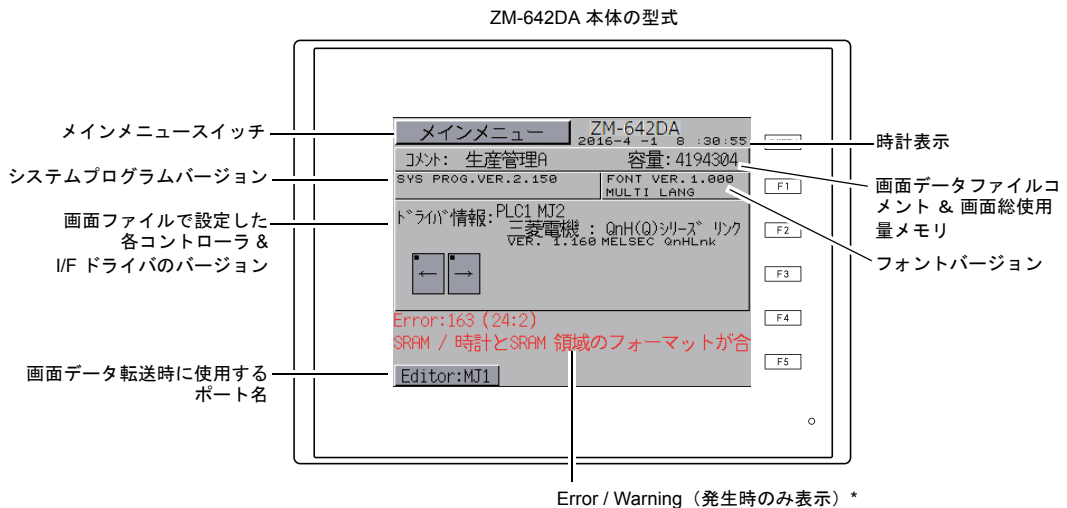 ZM-642DA 本体の型式
メインメニュースイッチ
システムプログラムバージョン
画面ファイルで設定した
各コントローラ &
I/F ドライバのバージョン
画面データ転送時に使用する
ポート名
メインメニュー
ZM-642DA
2016-4 -1 8 :30:55
コメント: 生産管理A 容量:4194304
SYS PROG.VER.2.150
FONT VER.1.000
MULTI LANG
ドライバ情報:PLC1 MJ2
三菱電機 : QnH(Q)シリーズ リンク
VER. 1.160 MELSEC QnHLnk
← →
Error:163 (24:2)
SRAM / 時計とSRAM 領域のフォーマットが合
Editor:MJ1
F1
F2
F3
F4
F5
時計表示
画面データファイルコ
メント & 画面総使用
量メモリ
フォントバージョン
Error / Warning（発生時のみ表示）*